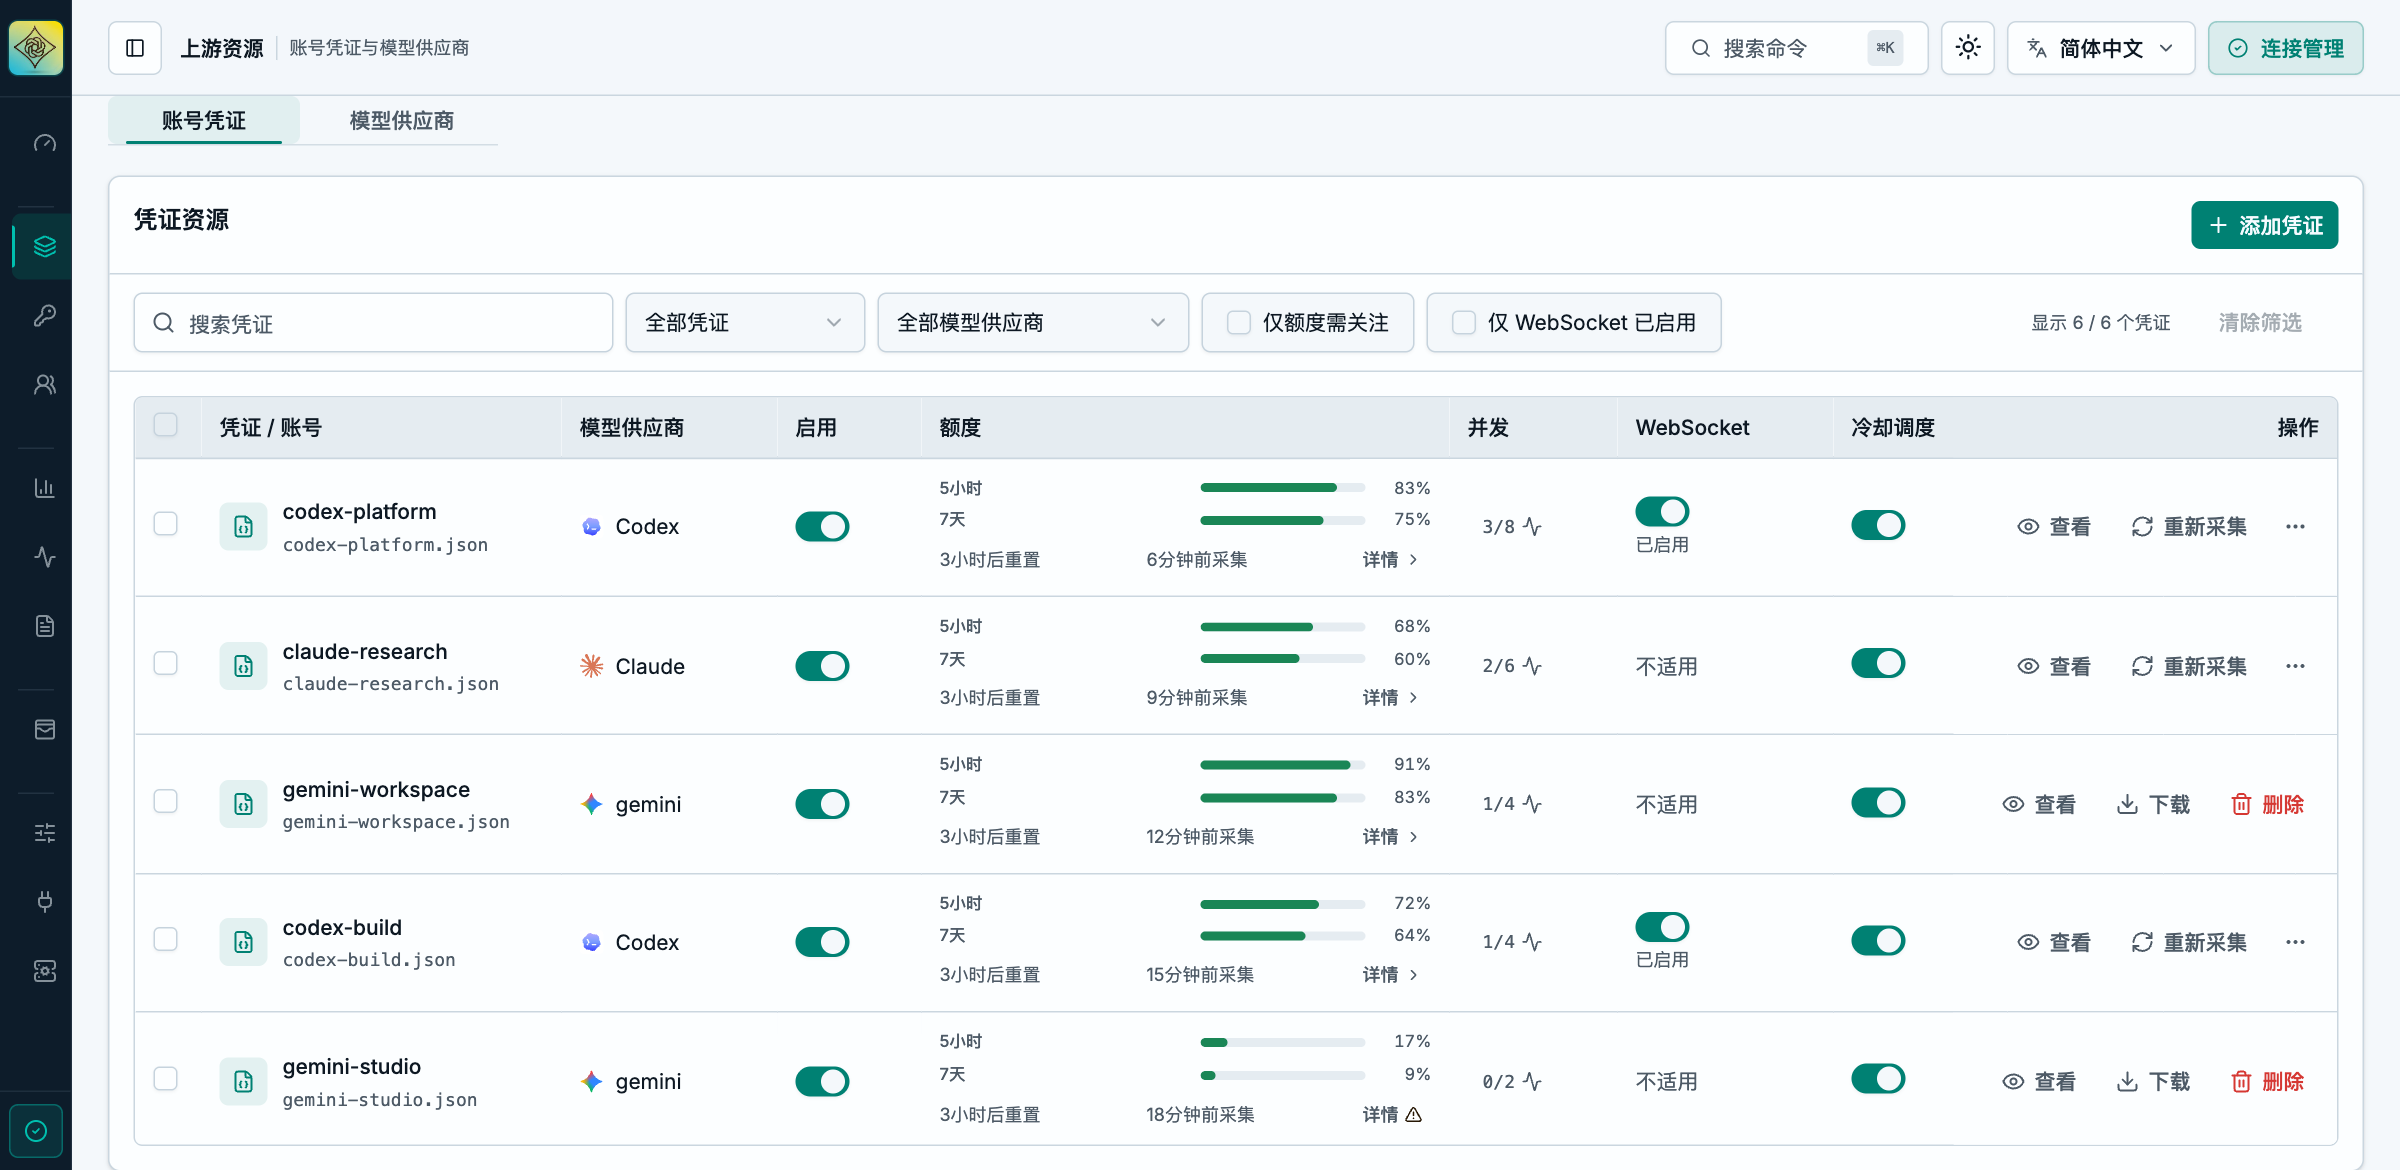 上游资源 账号凭证与模型供应商 搜索命令 ⌘K 简体中文 连接管理
账号凭证 模型供应商
凭证资源 添加凭证
搜索凭证 全部凭证 全部模型供应商 仅额度需关注 仅 WebSocket 已启用 显示 6 / 6 个凭证 清除筛选
凭证 / 账号 模型供应商 启用 额度 并发 WebSocket 冷却调度 操作
codex-platform
codex-platform.json
Codex
5小时 83%
7天 75%
3小时后重置 6分钟前采集 详情
3/8
已启用
查看 重新采集 ...
claude-research
claude-research.json
Claude
5小时 68%
7天 60%
3小时后重置 9分钟前采集 详情
2/6
不适用
查看 重新采集 ...
gemini-workspace
gemini-workspace.json
gemini
5小时 91%
7天 83%
3小时后重置 12分钟前采集 详情
1/4
不适用
查看 下载 删除
codex-build
codex-build.json
Codex
5小时 72%
7天 64%
3小时后重置 15分钟前采集 详情
1/4
已启用
查看 重新采集 ...
gemini-studio
gemini-studio.json
gemini
5小时 17%
7天 9%
3小时后重置 18分钟前采集 详情
0/2
不适用
查看 下载 删除